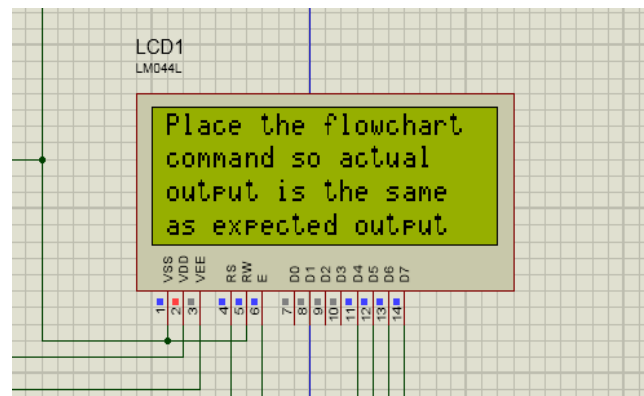 LCD1
LM044L
Place the flowchart
command so actual
output is the same
as expected output
VSS
VDD
VEE
RS
RW
E
D0
D1
D2
D3
D4
D5
D6
D7
1
2
3
4
5
6
7
8
9
10
11
12
13
14